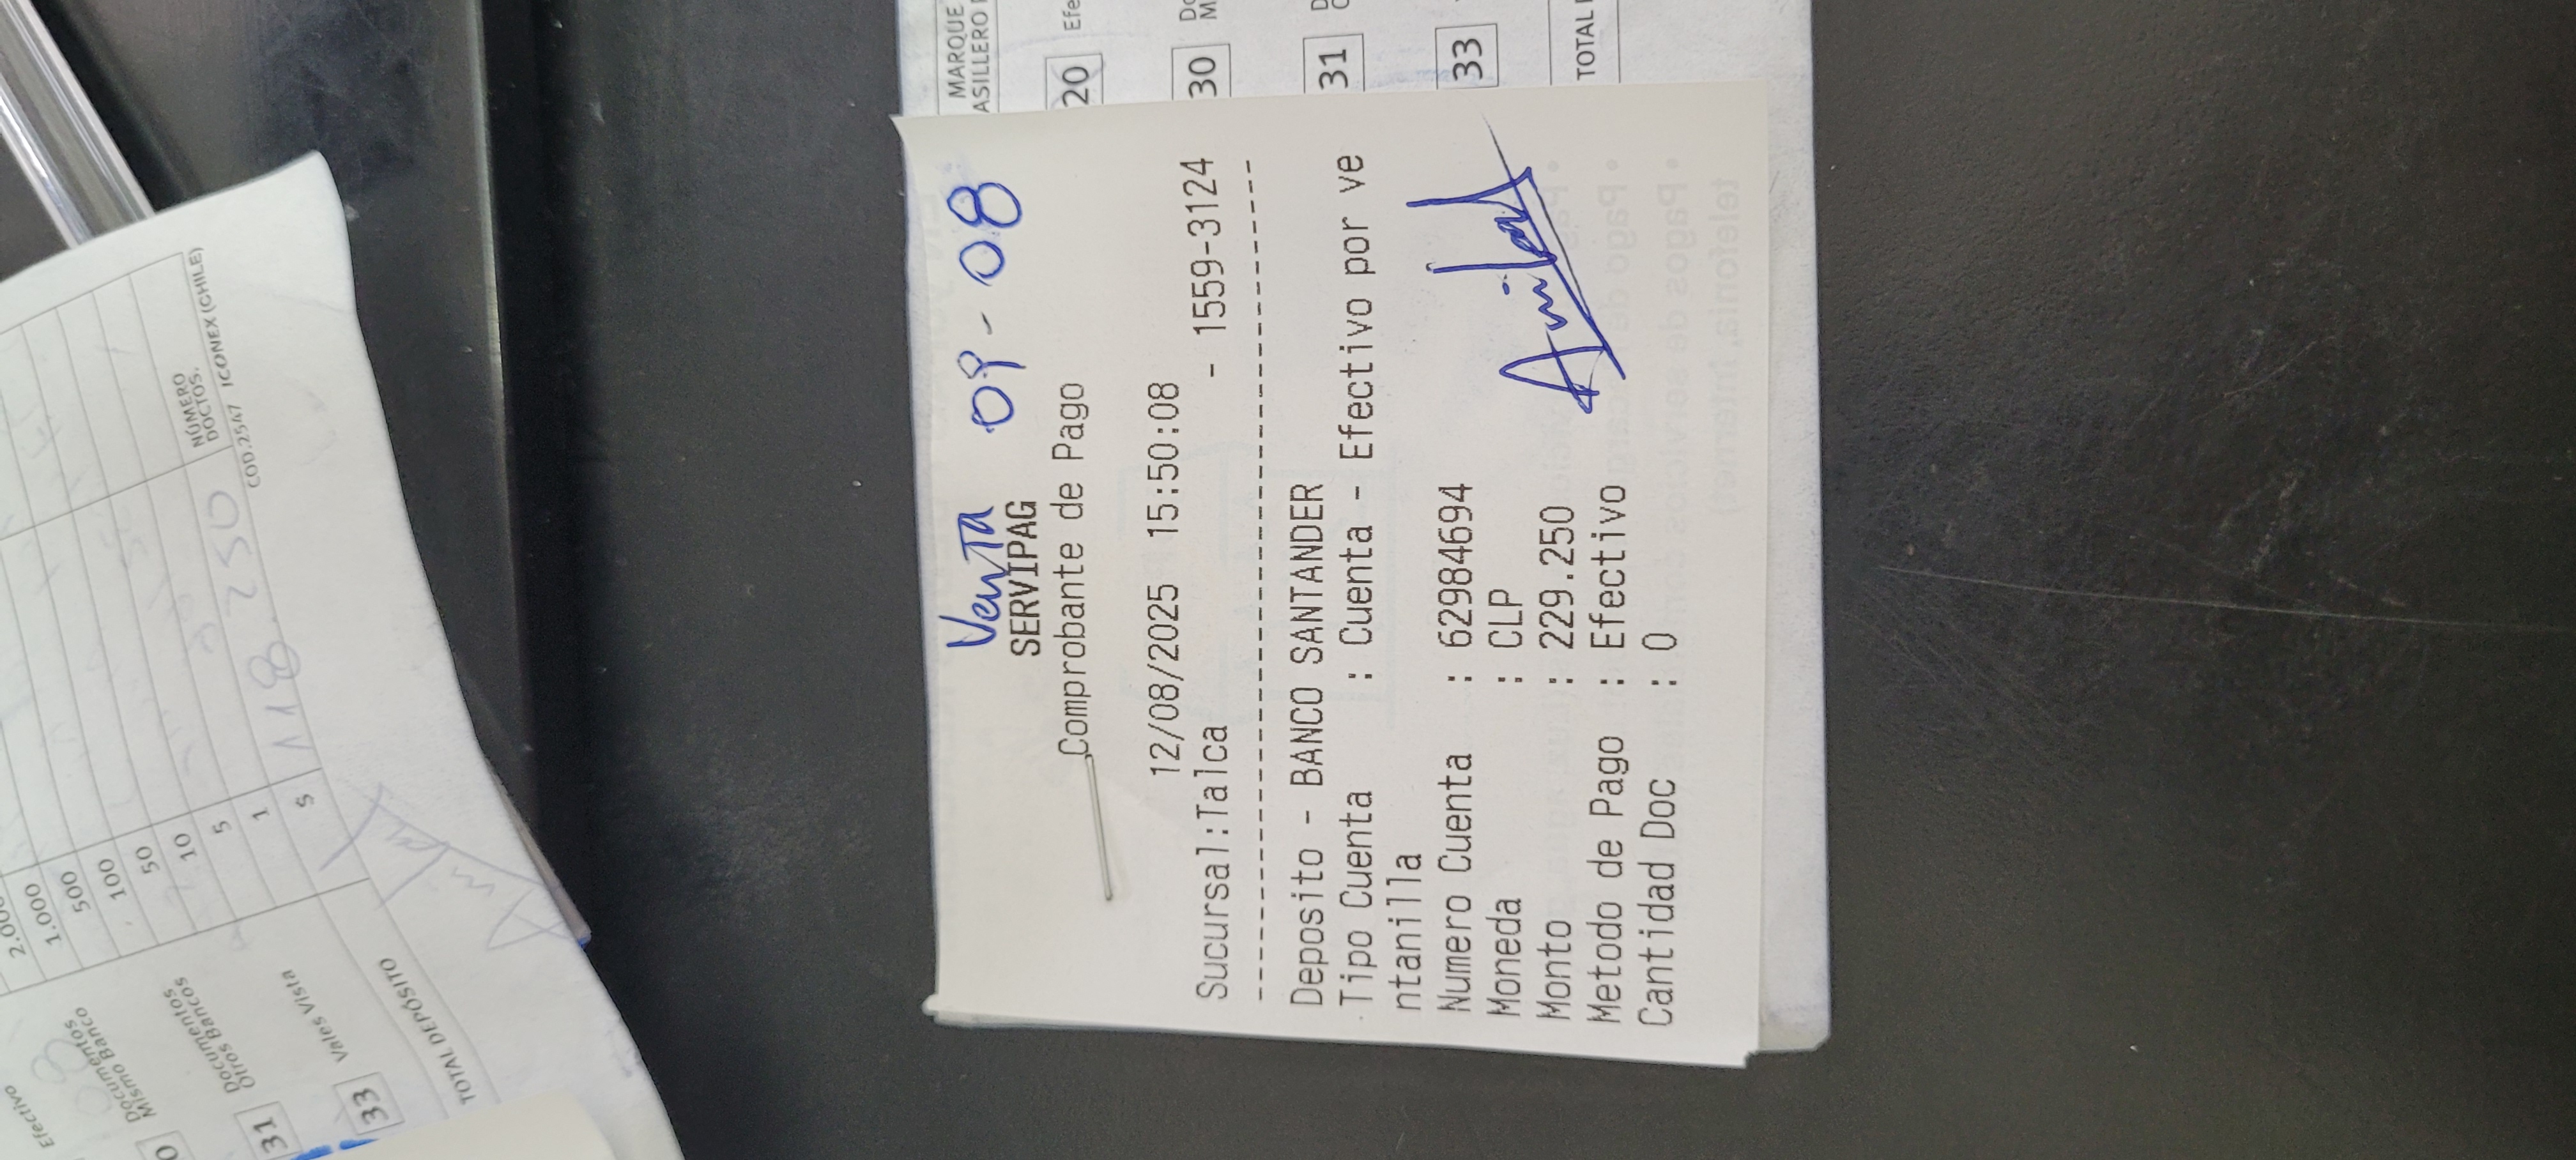 Venta 09-08
SERVIPAG
Comprobante de Pago
12/08/2025 15:50:08
Sucursal:Talca - 1559-3124
--------------------------------------------
Deposito - BANCO SANTANDER
Tipo Cuenta : Cuenta - Efectivo por ve
ntanilla
Numero Cuenta : 62984694
Moneda : CLP
Monto : 229.250
Metodo de Pago : Efectivo
Cantidad Doc : 0
MARQUE
ASILLERO
20 Efe
30
31
33
TOTAL
1.000
500
100
50
10
5
1
$ 118.250
NÚMERO
DOCTOS.
COD.2547 ICONEX (CHILE)
Efectivo
Documentos
Mismo Banco
31 Documentos
Otros Bancos
33 Vales Vista
TOTAL DEPÓSITO